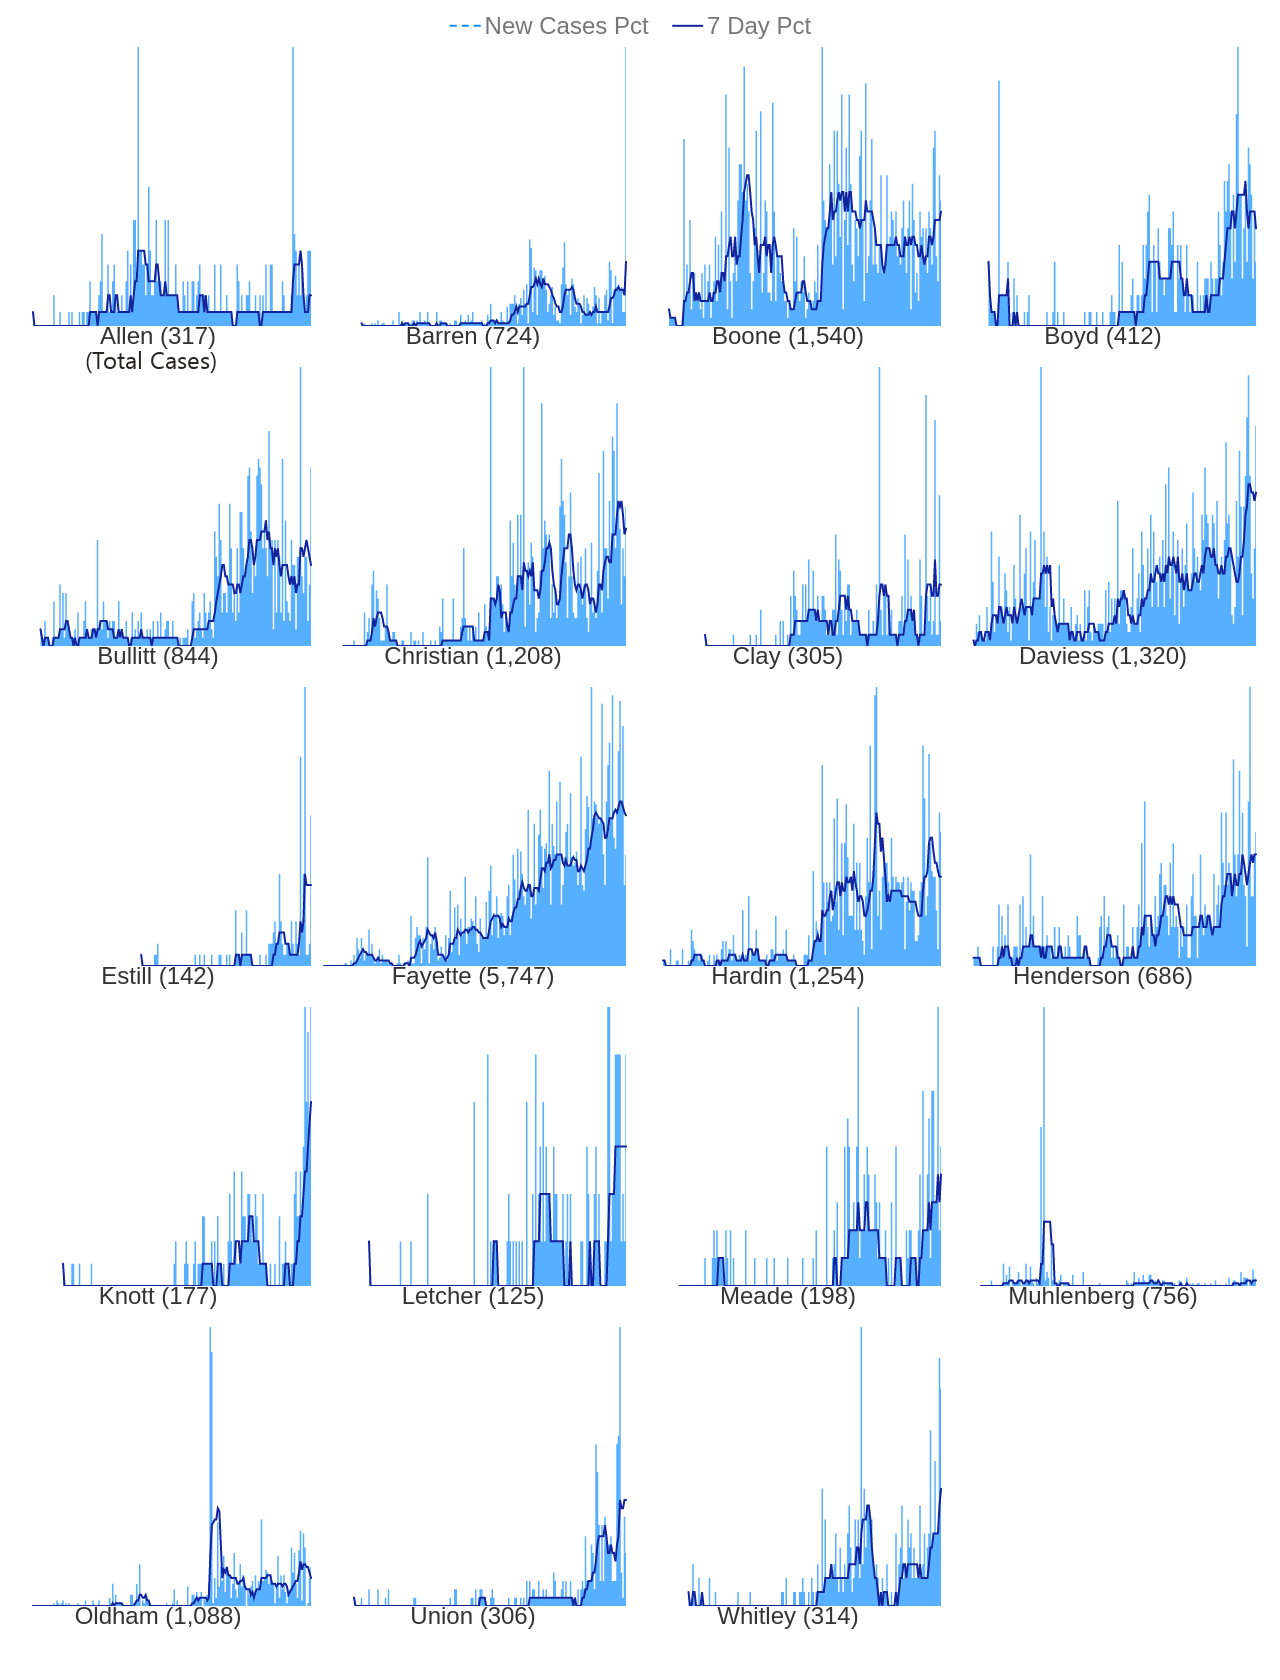 New Cases Pct 7 Day Pct
Allen (317) Barren (724) Boone (1,540) Boyd (412)
(Total Cases)
Bullitt (844) Christian (1,208) Clay (305) Daviess (1,320)
Estill (142) Fayette (5,747) Hardin (1,254) Henderson (686)
Knott (177) Letcher (125) Meade (198) Muhlenberg (756)
Oldham (1,088) Union (306) Whitley (314)